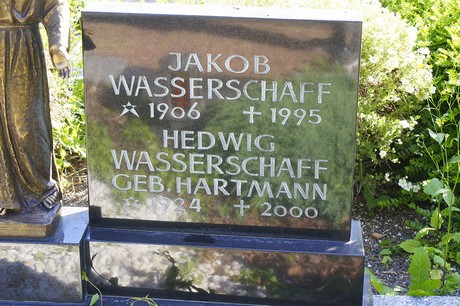 JAKOB
WASSERSCHAFF
* 1906 † 1995
HEDWIG
WASSERSCHAFF
GEB. HARTMANN
* 1924 † 2000